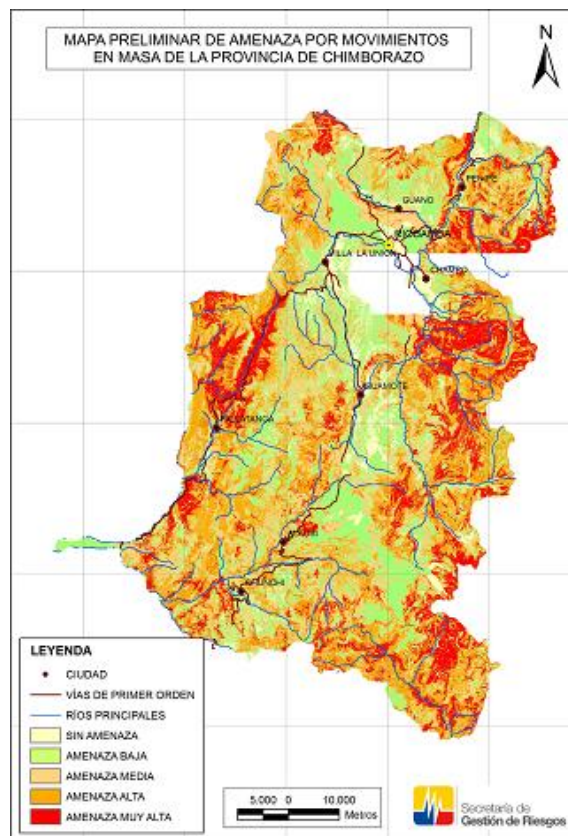 MAPA PRELIMINAR DE AMENAZA POR MOVIMIENTOS
EN MASA DE LA PROVINCIA DE CHIMBORAZO
N
PENIPE
GUANO
RIOBAMBA
VILLA LA UNION
CHAMBO
GUAMOTE
PALLATANGA
ALAUSI
CHUNCHI
LEYENDA
CIUDAD
VÍAS DE PRIMER ORDEN
RÍOS PRINCIPALES
SIN AMENAZA
AMENAZA BAJA
AMENAZA MEDIA
AMENAZA ALTA
AMENAZA MUY ALTA
5,000 0 10,000
Metros
Secretaría de
Gestión de Riesgos